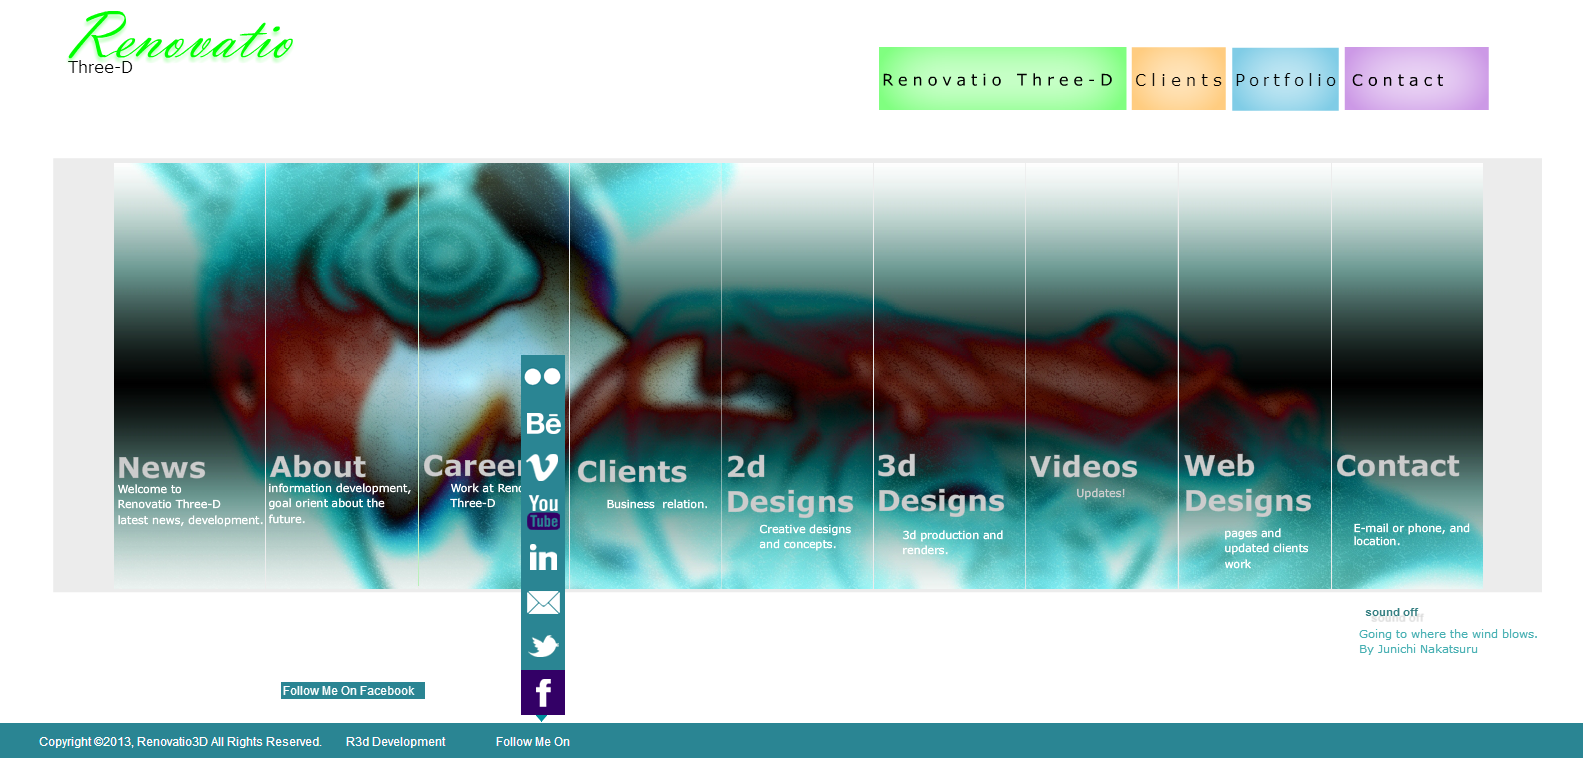 Renovatio
Three-D
Renovatio Three-D
Clients
Portfolio
Contact
News
Welcome to
Renovatio Three-D
latest news, development.
About
information development,
goal orient about the
future.
Career
Work at Reno
Three-D
Clients
Business relation.
2d
Designs
Creative designs
and concepts.
3d
Designs
3d production and
renders.
Videos
Updates!
Web
Designs
pages and
updated clients
work
Contact
E-mail or phone, and
location.
Bē
You
Tube
in
f
sound off
Going to where the wind blows.
By Junichi Nakatsuru
Follow Me On Facebook
Copyright ©2013, Renovatio3D All Rights Reserved.
R3d Development
Follow Me On